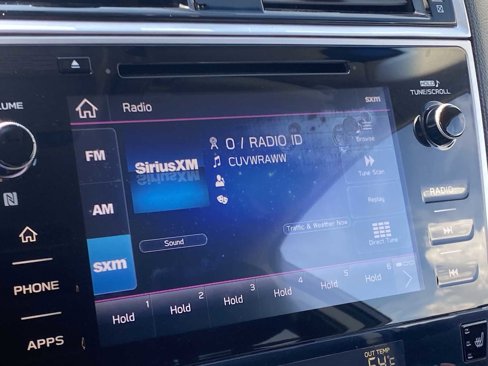 VOLUME
HOLD
TUNE/SCROLL
Radio
sxm
FM
AM
sxm
SiriusXM
0 / RADIO ID
CUVWRAWW
Browse
Tune Scan
Replay
Traffic & Weather Now
Direct Tune
Sound
1
Hold
2
Hold
3
Hold
4
Hold
5
Hold
6
Hold
RADIO
PHONE
APPS
OUT TEMP